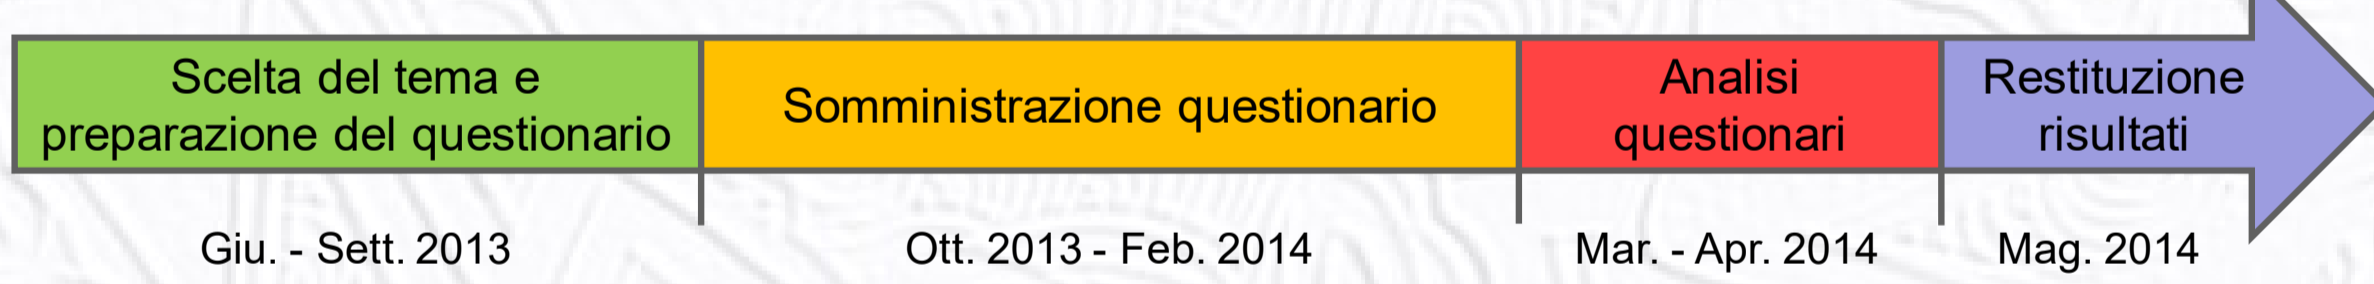 Scelta del tema e
preparazione del questionario
Somministrazione questionario
Analisi
questionari
Restituzione
risultati
Giu. - Sett. 2013
Ott. 2013 - Feb. 2014
Mar. - Apr. 2014
Mag. 2014